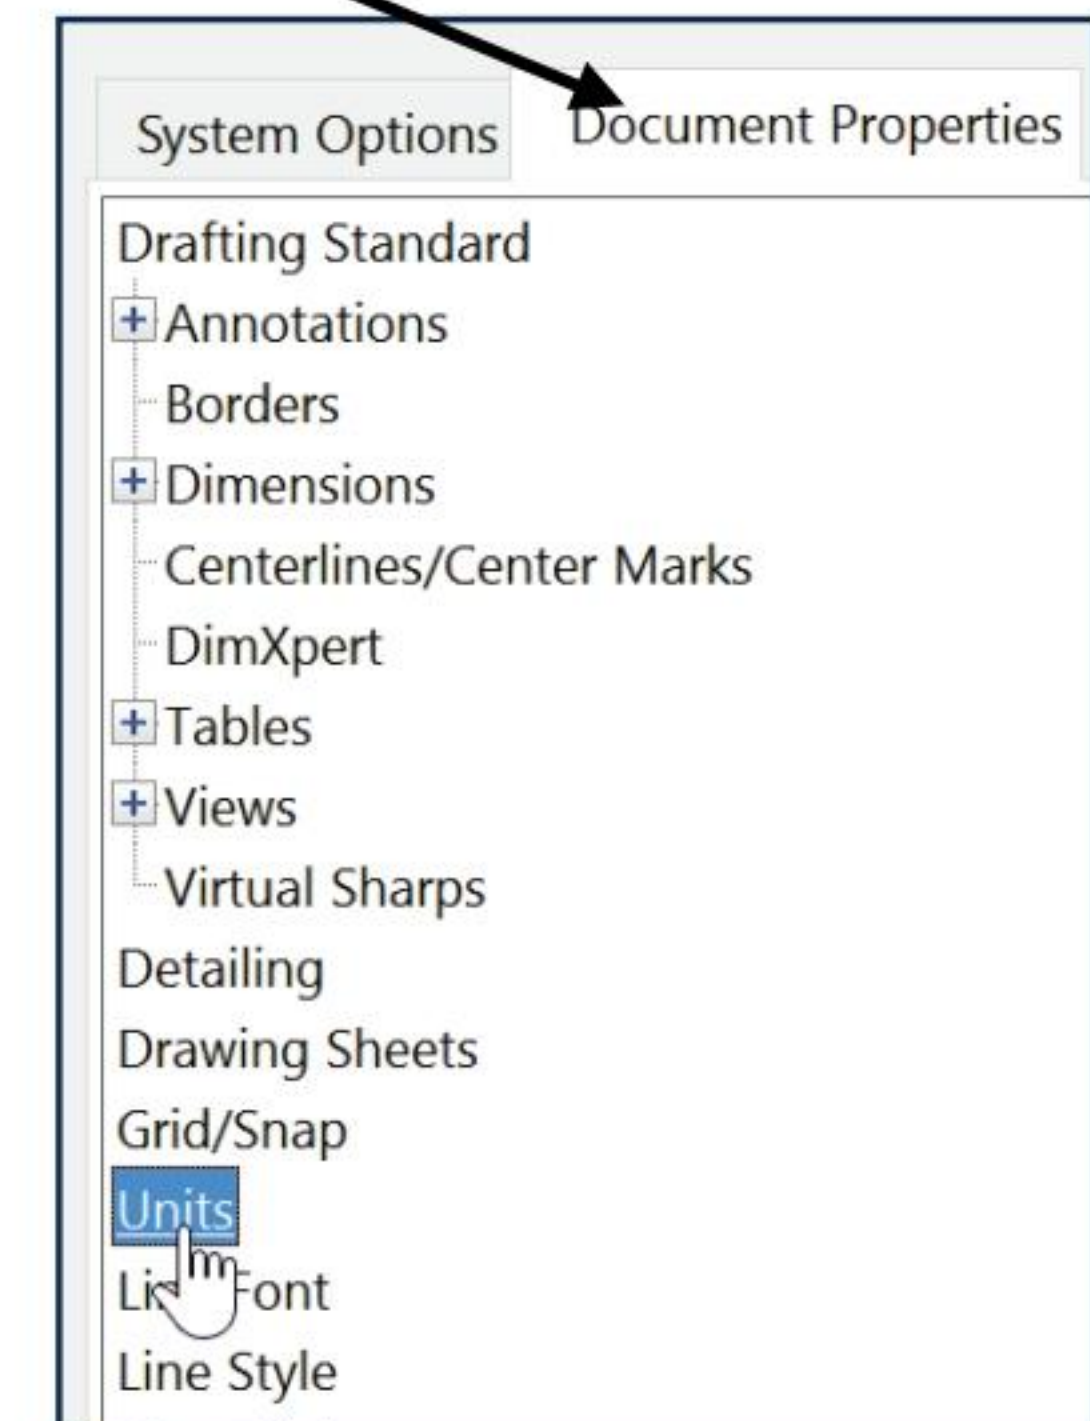 System Options
Document Properties
Drafting Standard
Annotations
Borders
Dimensions
Centerlines/Center Marks
DimXpert
Tables
Views
Virtual Sharps
Detailing
Drawing Sheets
Grid/Snap
Units
Font
Line Style